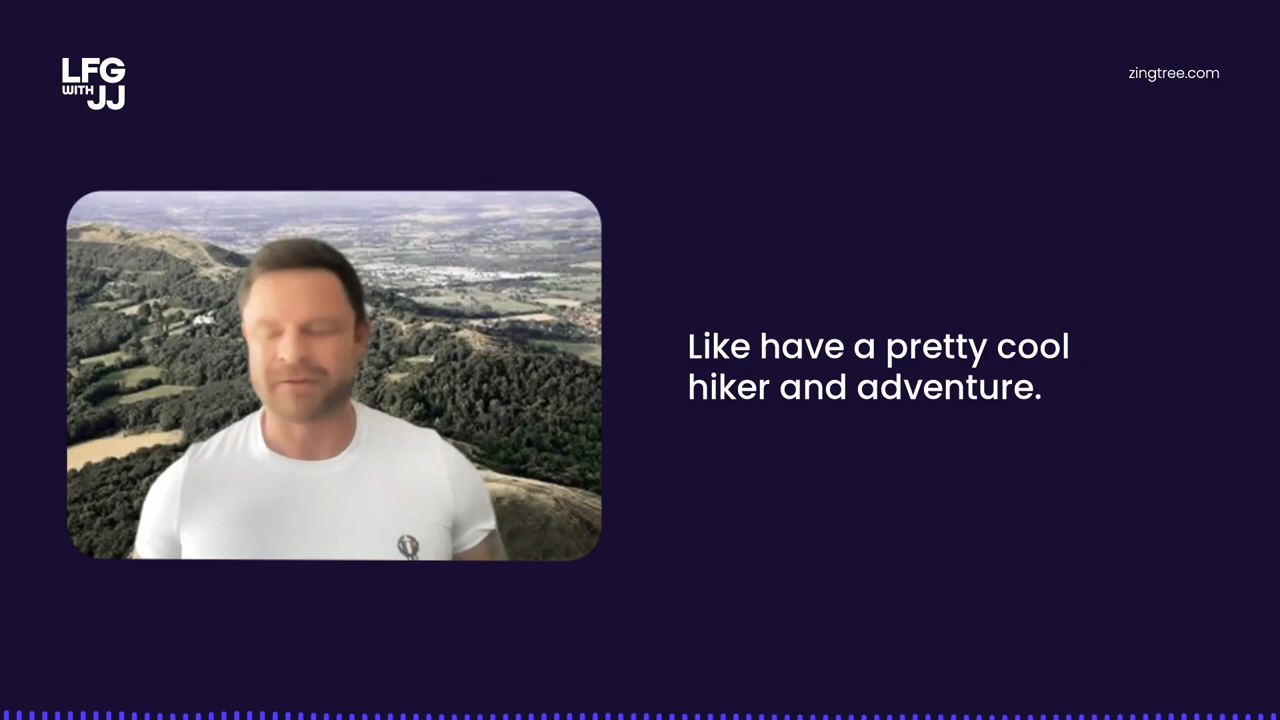 LFG
WITH JJ
zingtree.com
Like have a pretty cool
hiker and adventure.